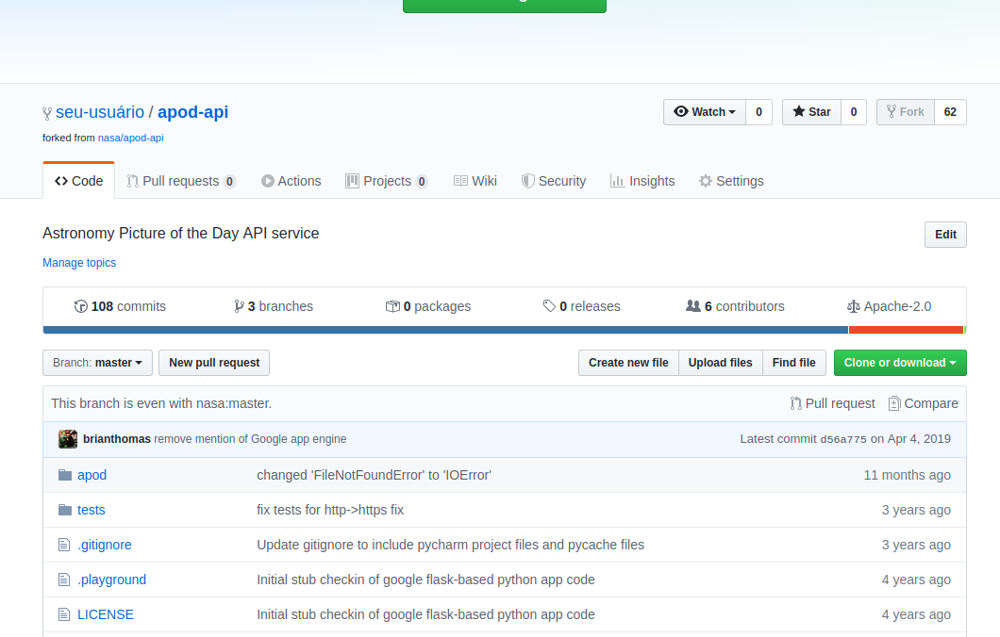 seu-usuário / apod-api
Watch 0 Star 0 Fork 62
forked from nasa/apod-api
Code Pull requests 0 Actions Projects 0 Wiki Security Insights Settings
Astronomy Picture of the Day API service
Edit
Manage topics
108 commits 3 branches 0 packages 0 releases 6 contributors Apache-2.0
Branch: master New pull request Create new file Upload files Find file Clone or download
This branch is even with nasa:master. Pull request Compare
brianthomas remove mention of Google app engine Latest commit d56a775 on Apr 4, 2019
apod changed 'FileNotFoundError' to 'IOError' 11 months ago
tests fix tests for http->https fix 3 years ago
.gitignore Update gitignore to include pycharm project files and pycache files 3 years ago
.playground Initial stub checkin of google flask-based python app code 4 years ago
LICENSE Initial stub checkin of google flask-based python app code 4 years ago